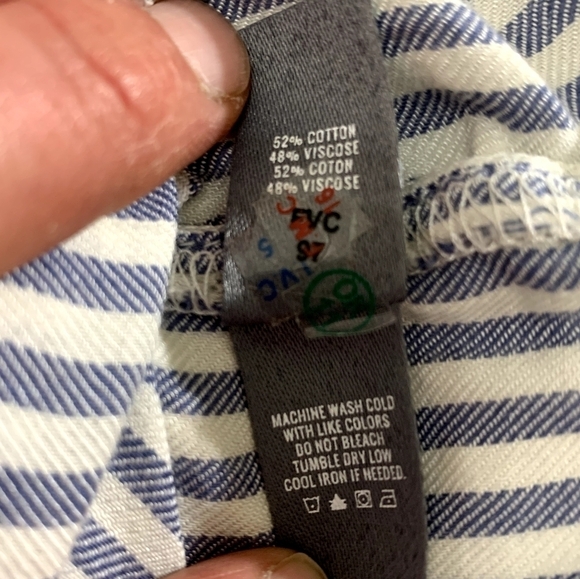 52% COTTON
48% VISCOSE
52% COTON
48% VISCOSE
FVC
MACHINE WASH COLD
WITH LIKE COLORS
DO NOT BLEACH
TUMBLE DRY LOW
COOL IRON IF NEEDED.